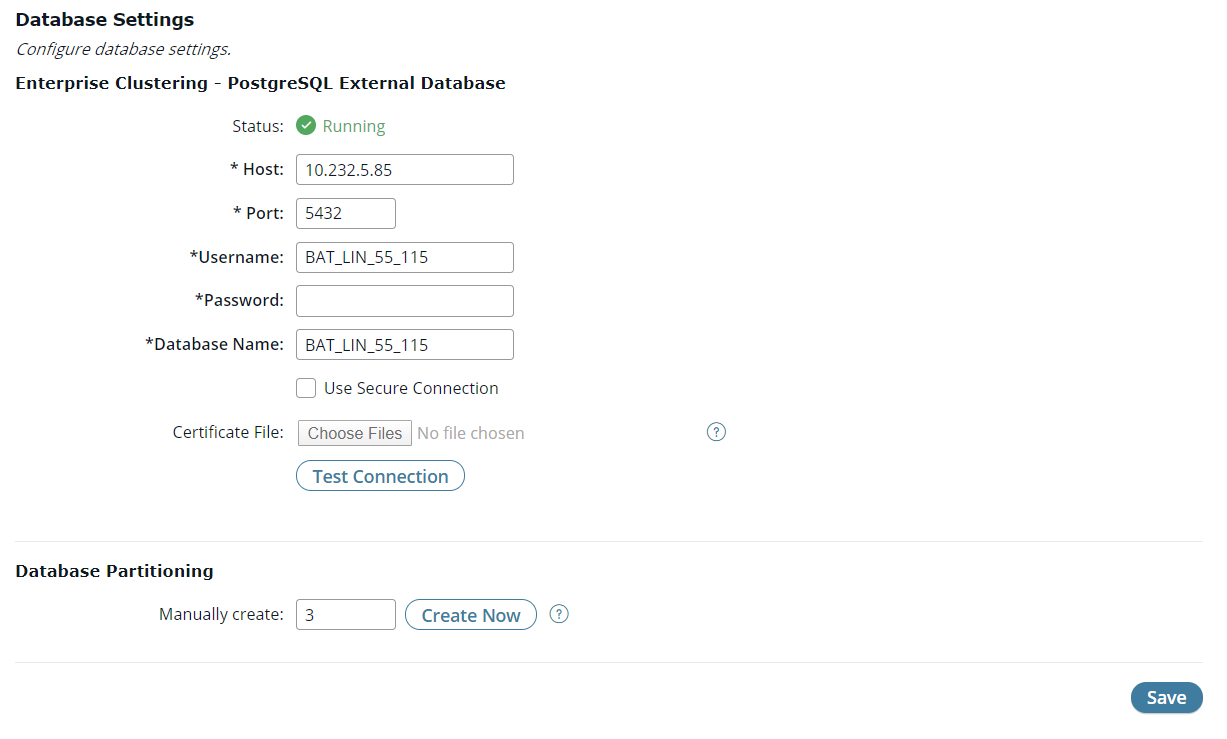 Database Settings
Configure database settings.
Enterprise Clustering - PostgreSQL External Database
Status: Running
* Host: 10.232.5.85
* Port: 5432
*Username: BAT_LIN_55_115
*Password:
*Database Name: BAT_LIN_55_115
Use Secure Connection
Certificate File: Choose Files No file chosen ?
Test Connection
Database Partitioning
Manually create: 3 Create Now ?
Save